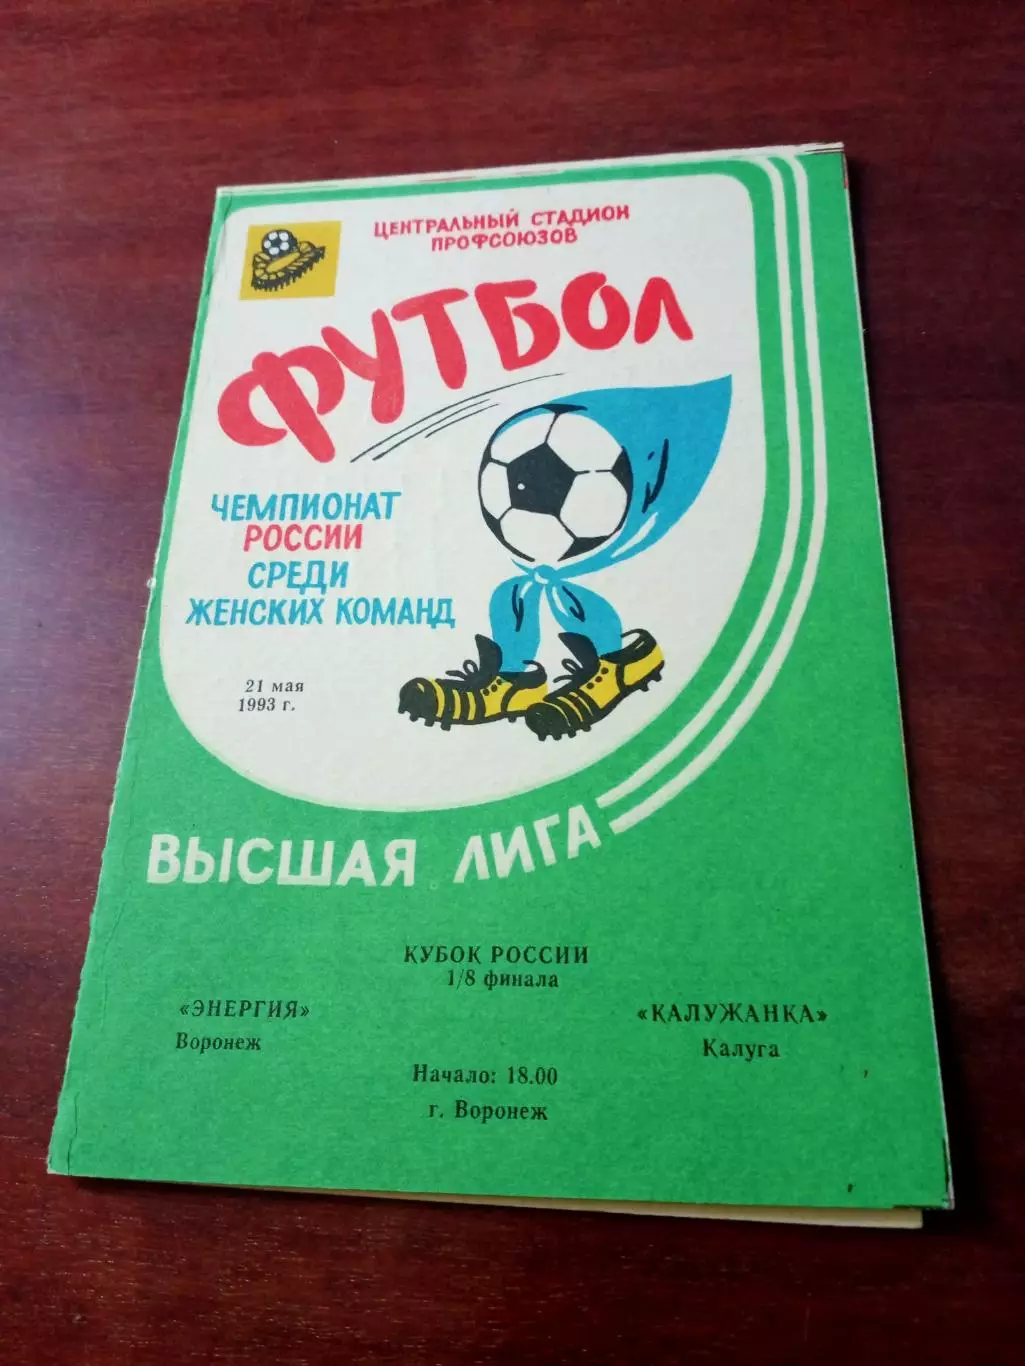 ЦЕНТРАЛЬНЫЙ СТАДИОН
ПРОФСОЮЗОВ
ФУТБОЛ
ЧЕМПИОНАТ
РОССИИ
СРЕДИ
ЖЕНСКИХ КОМАНД
21 мая
1993 г.
ВЫСШАЯ ЛИГА
КУБОК РОССИИ
1/8 финала
«ЭНЕРГИЯ»
Воронеж
«КАЛУЖАНКА»
Калуга
Начало: 18.00
г. Воронеж